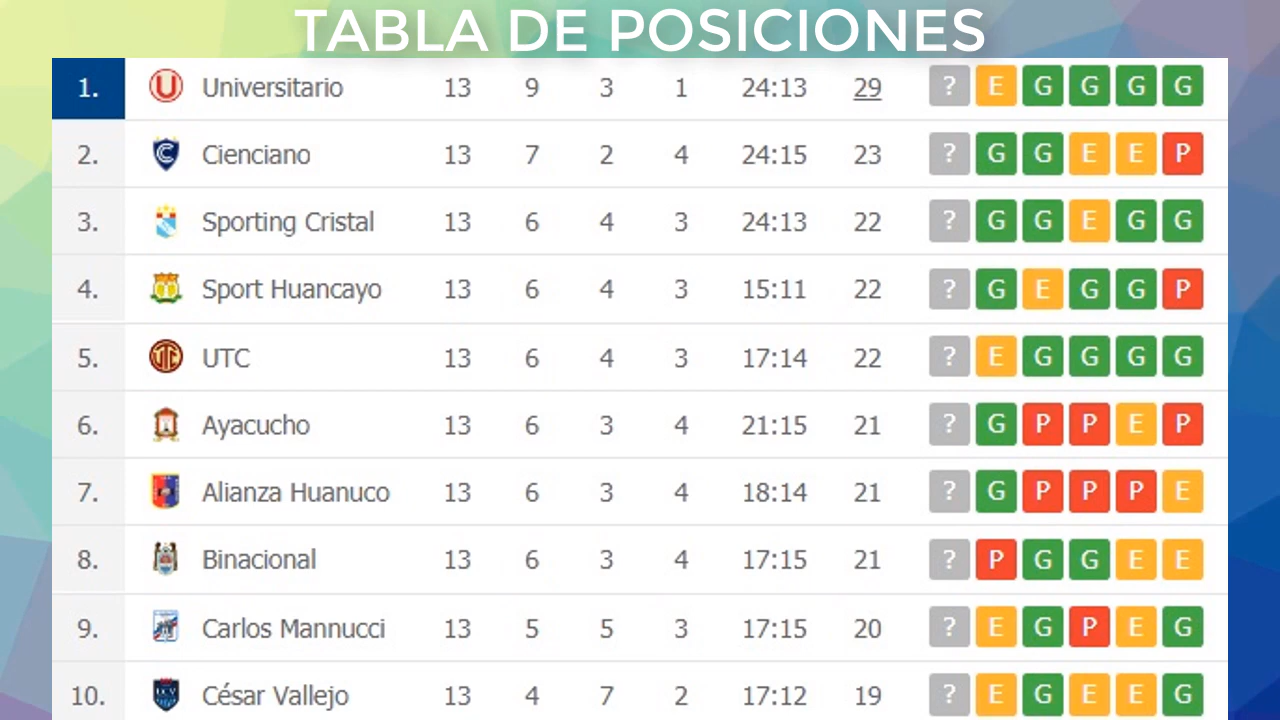 TABLA DE POSICIONES
1. Universitario 13 9 3 1 24:13 29 ? E G G G G
2. Cienciano 13 7 2 4 24:15 23 ? G G E E P
3. Sporting Cristal 13 6 4 3 24:13 22 ? G G E G G
4. Sport Huancayo 13 6 4 3 15:11 22 ? G E G G P
5. UTC 13 6 4 3 17:14 22 ? E G G G G
6. Ayacucho 13 6 3 4 21:15 21 ? G P P E P
7. Alianza Huanuco 13 6 3 4 18:14 21 ? G P P P E
8. Binacional 13 6 3 4 17:15 21 ? P G G E E
9. Carlos Mannucci 13 5 5 3 17:15 20 ? E G P E G
10. César Vallejo 13 4 7 2 17:12 19 ? E G E E G